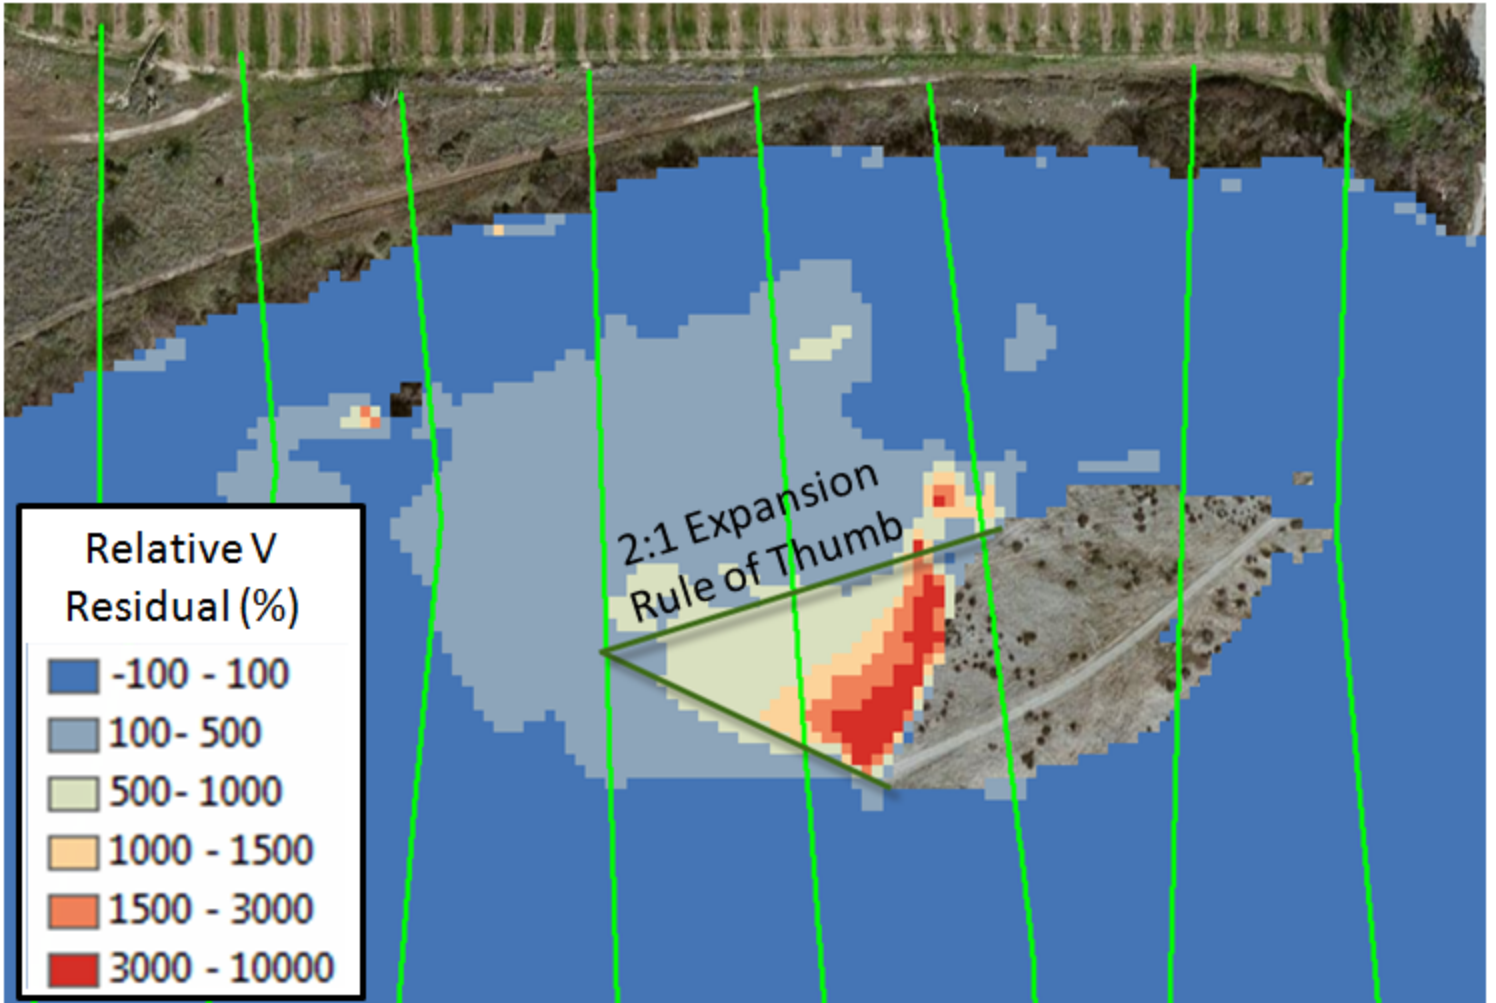 2:1 Expansion
Rule of Thumb
Relative V
Residual (%)
-100 - 100
100- 500
500- 1000
1000 - 1500
1500 - 3000
3000 - 10000